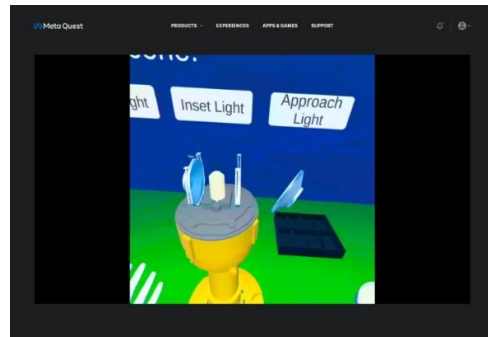 Meta Quest
PRODUCTS
EXPERIENCES
APPS & GAMES
SUPPORT
Inset Light
Approach
Light